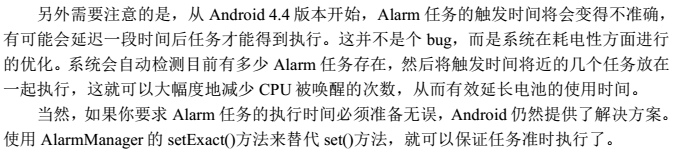 另外需要注意的是，从 Android 4.4 版本开始，Alarm 任务的触发时间将会变得不准确，
有可能会延迟一段时间后任务才能得到执行。这并不是个 bug，而是系统在耗电性方面进行
的优化。系统会自动检测目前有多少 Alarm 任务存在，然后将触发时间将近的几个任务放在
一起执行，这就可以大幅度地减少 CPU 被唤醒的次数，从而有效延长电池的使用时间。
当然，如果你要求 Alarm 任务的执行时间必须准备无误，Android 仍然提供了解决方案。
使用 AlarmManager 的 setExact()方法来替代 set()方法，就可以保证任务准时执行了。